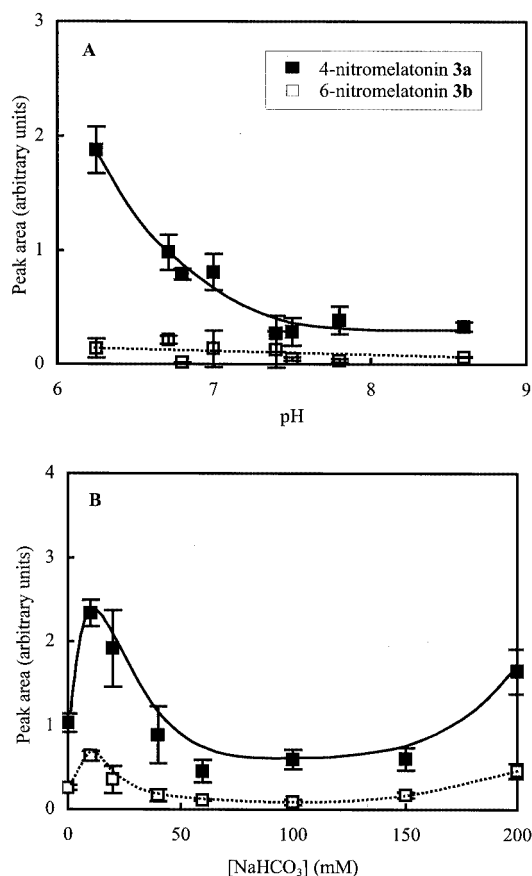 3
A
4-nitromelatonin 3a
6-nitromelatonin 3b
2
Peak area (arbitrary units)
1
0
6 7 8 9
pH
4
B
3
Peak area (arbitrary units)
2
1
0
0 50 100 150 200
[NaHCO₃] (mM)